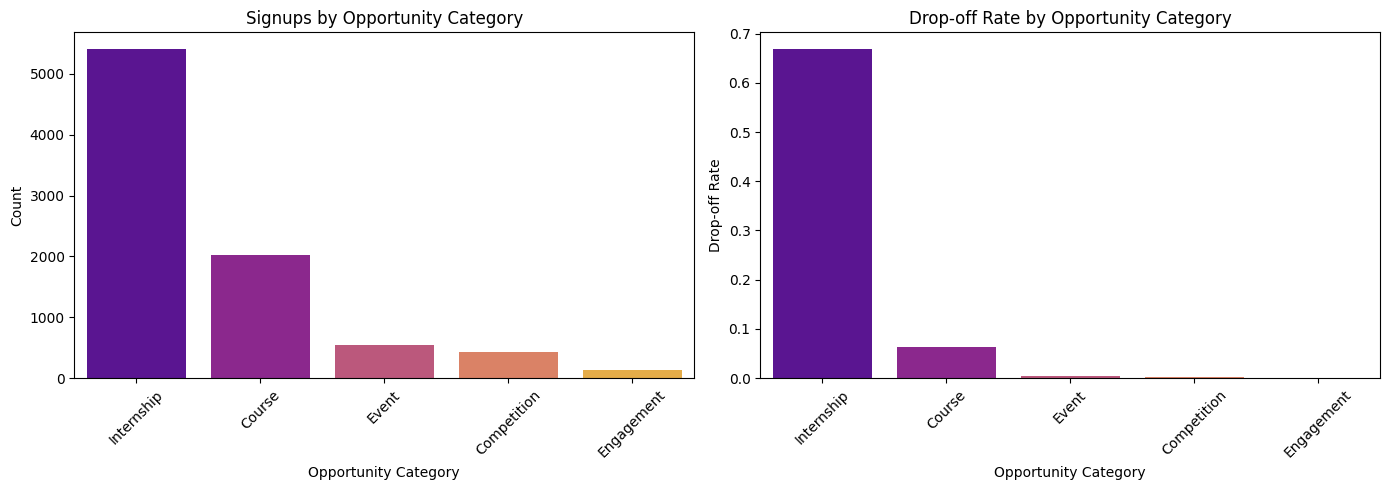 Signups by Opportunity Category
Count
5000
4000
3000
2000
1000
0
Internship
Course
Event
Competition
Engagement
Opportunity Category
Drop-off Rate by Opportunity Category
Drop-off Rate
0.7
0.6
0.5
0.4
0.3
0.2
0.1
0.0
Internship
Course
Event
Competition
Engagement
Opportunity Category